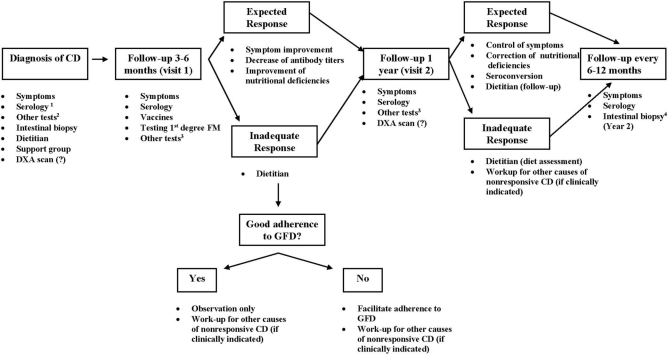 Diagnosis of CD
• Symptoms
• Serology ¹
• Other tests²
• Intestinal biopsy
• Dietitian
• Support group
• DXA scan (?)
Follow-up 3-6
months (visit 1)
• Symptoms
• Serology
• Vaccines
• Testing 1st degree FM
• Other tests³
Expected
Response
• Symptom improvement
• Decrease of antibody titers
• Improvement of
nutritional deficiencies
Inadequate
Response
• Dietitian
Good adherence
to GFD?
Yes
• Observation only
• Work-up for other causes
of nonresponsive CD (if
clinically indicated)
No
• Facilitate adherence to
GFD
• Work-up for other causes
of nonresponsive CD (if
clinically indicated)
Follow-up 1
year (visit 2)
• Symptoms
• Serology
• Other tests³
• DXA scan (?)
Expected
Response
• Control of symptoms
• Correction of nutritional
deficiencies
• Seroconversion
• Dietitian (follow-up)
Inadequate
Response
• Dietitian (diet assessment)
• Workup for other causes of
nonresponsive CD (if
clinically indicated)
Follow-up every
6-12 months
• Symptoms
• Serology
• Intestinal biopsy⁴
(Year 2)